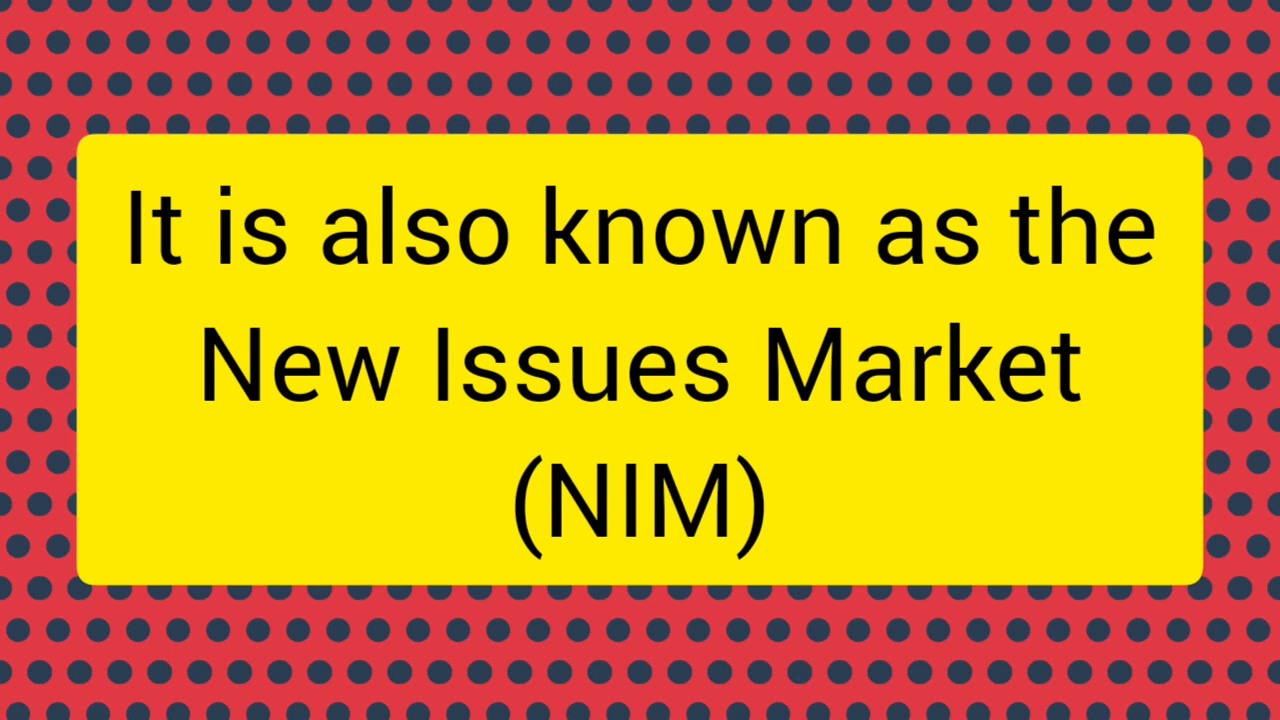 It is also known as the
New Issues Market
(NIM)